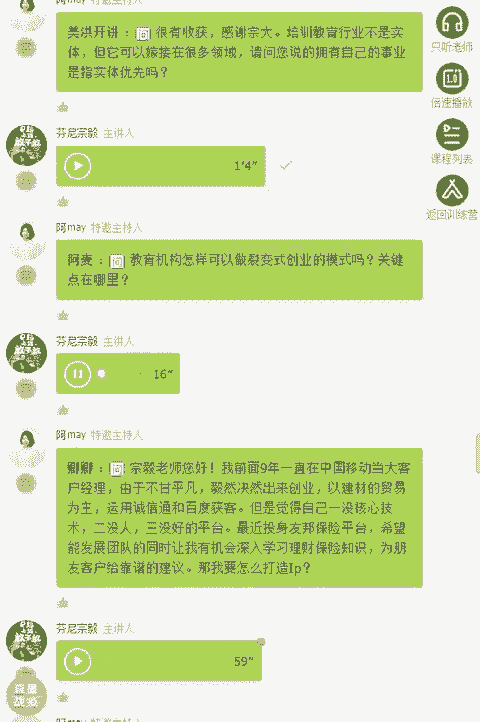 阿may 特邀主持人
美淇开讲：问 很有收获，感谢宗大。培训教育行业不是实
体，但它可以嫁接在很多领域，请问您说的拥有自己的事业
是指实体优先吗？
只听老师
1.0
倍速播放
课程列表
返回训练营
芬尼宗毅 主讲人
1'4"
阿may 特邀主持人
阿麦：问 教育机构怎样可以做裂变式创业的模式吗？关键
点在哪里？
芬尼宗毅 主讲人
16"
阿may 特邀主持人
卿卿：问 宗毅老师您好！我前面9年一直在中国移动当大客
户经理，由于不甘平凡，毅然决然出来创业，以建材的贸易
为主，运用诚信通和百度获客。但是觉得自己一没核心技
术，二没人，三没好的平台。最近投身友邦保险平台，希望
能发展团队的同时让我有机会深入学习理财保险知识，为朋
友客户给靠谱的建议。那我要怎么打造Ip？
芬尼宗毅 主讲人
59"